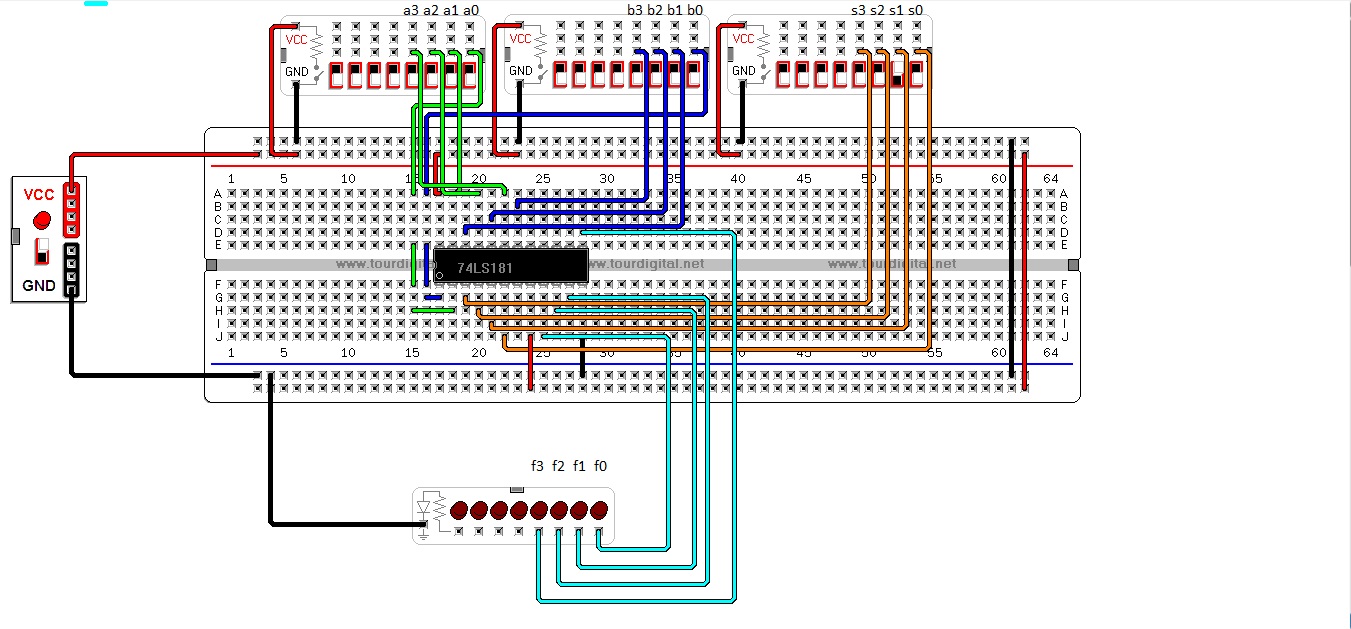 a3 a2 a1 a0 b3 b2 b1 b0 s3 s2 s1 s0
VCC VCC VCC
GND GND GND
1 5 10 15 20 25 30 35 40 45 50 55 60 64
A A
B B
C C
D D
E E
VCC
GND
www.tourdigital.net www.tourdigital.net www.tourdigital.net
74LS181
F F
G G
H H
I I
J J
1 5 10 15 20 25 30 35 40 45 50 55 60 64
f3 f2 f1 f0